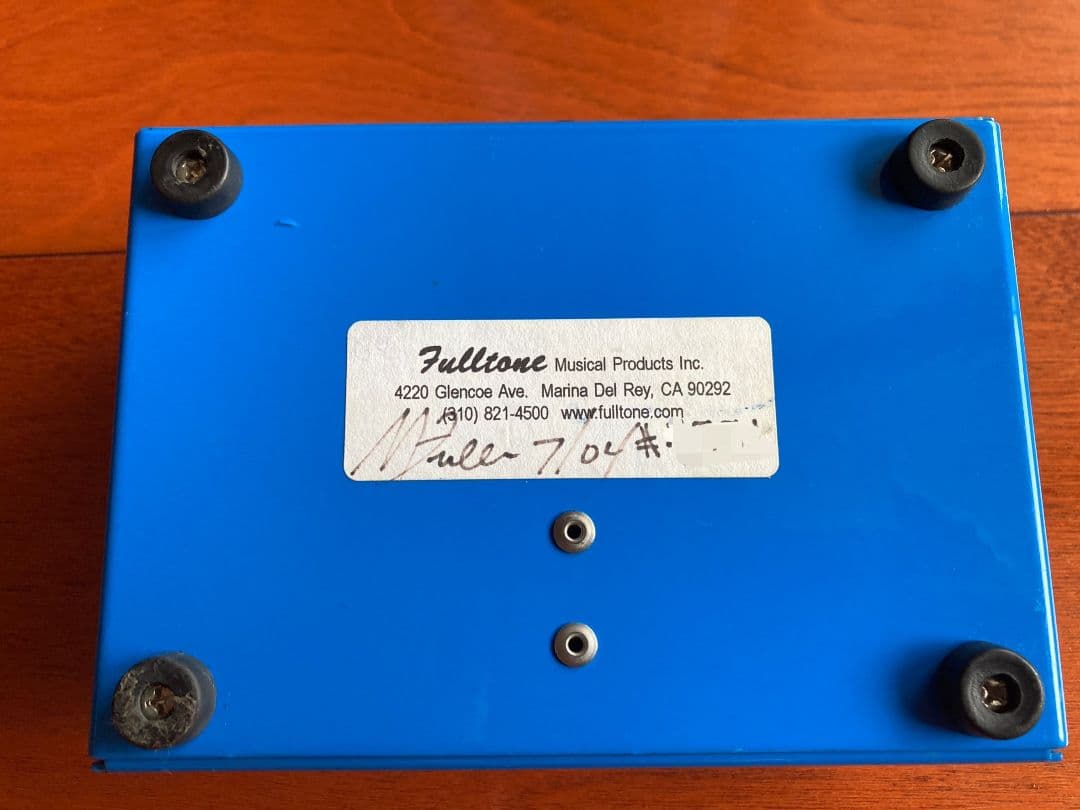 Fulltone Musical Products Inc.
4220 Glencoe Ave. Marina Del Rey, CA 90292
(310) 821-4500 www.fulltone.com
M Fuller 7/04 #